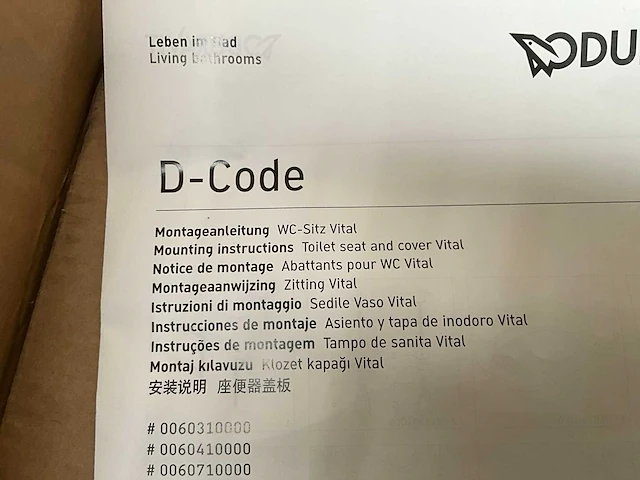 Leben im Bad
Living bathrooms
DU
D-Code
Montageanleitung WC-Sitz Vital
Mounting instructions Toilet seat and cover Vital
Notice de montage Abattants pour WC Vital
Montageaanwijzing Zitting Vital
Istruzioni di montaggio Sedile Vaso Vital
Instrucciones de montaje Asiento y tapa de inodoro Vital
Instruções de montagem Tampo de sanita Vital
Montaj kılavuzu Klozet kapağı Vital
安装说明 座便器盖板
# 0060310000
# 0060410000
# 0060710000